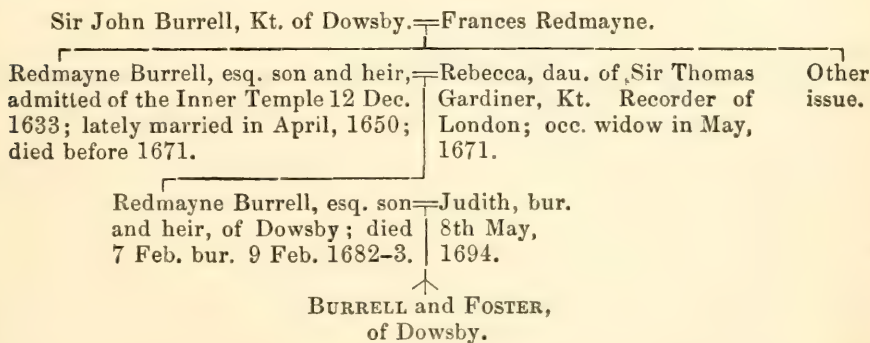 Sir John Burrell, Kt. of Dowsby.=Frances Redmayne.
Redmayne Burrell, esq. son and heir,=Rebecca, dau. of Sir Thomas Other
admitted of the Inner Temple 12 Dec. Gardiner, Kt. Recorder of issue.
1633; lately married in April, 1650; London; occ. widow in May,
died before 1671. 1671.
Redmayne Burrell, esq. son=Judith, bur.
and heir, of Dowsby; died 8th May,
7 Feb. bur. 9 Feb. 1682–3. 1694.
BURRELL and FOSTER,
of Dowsby.